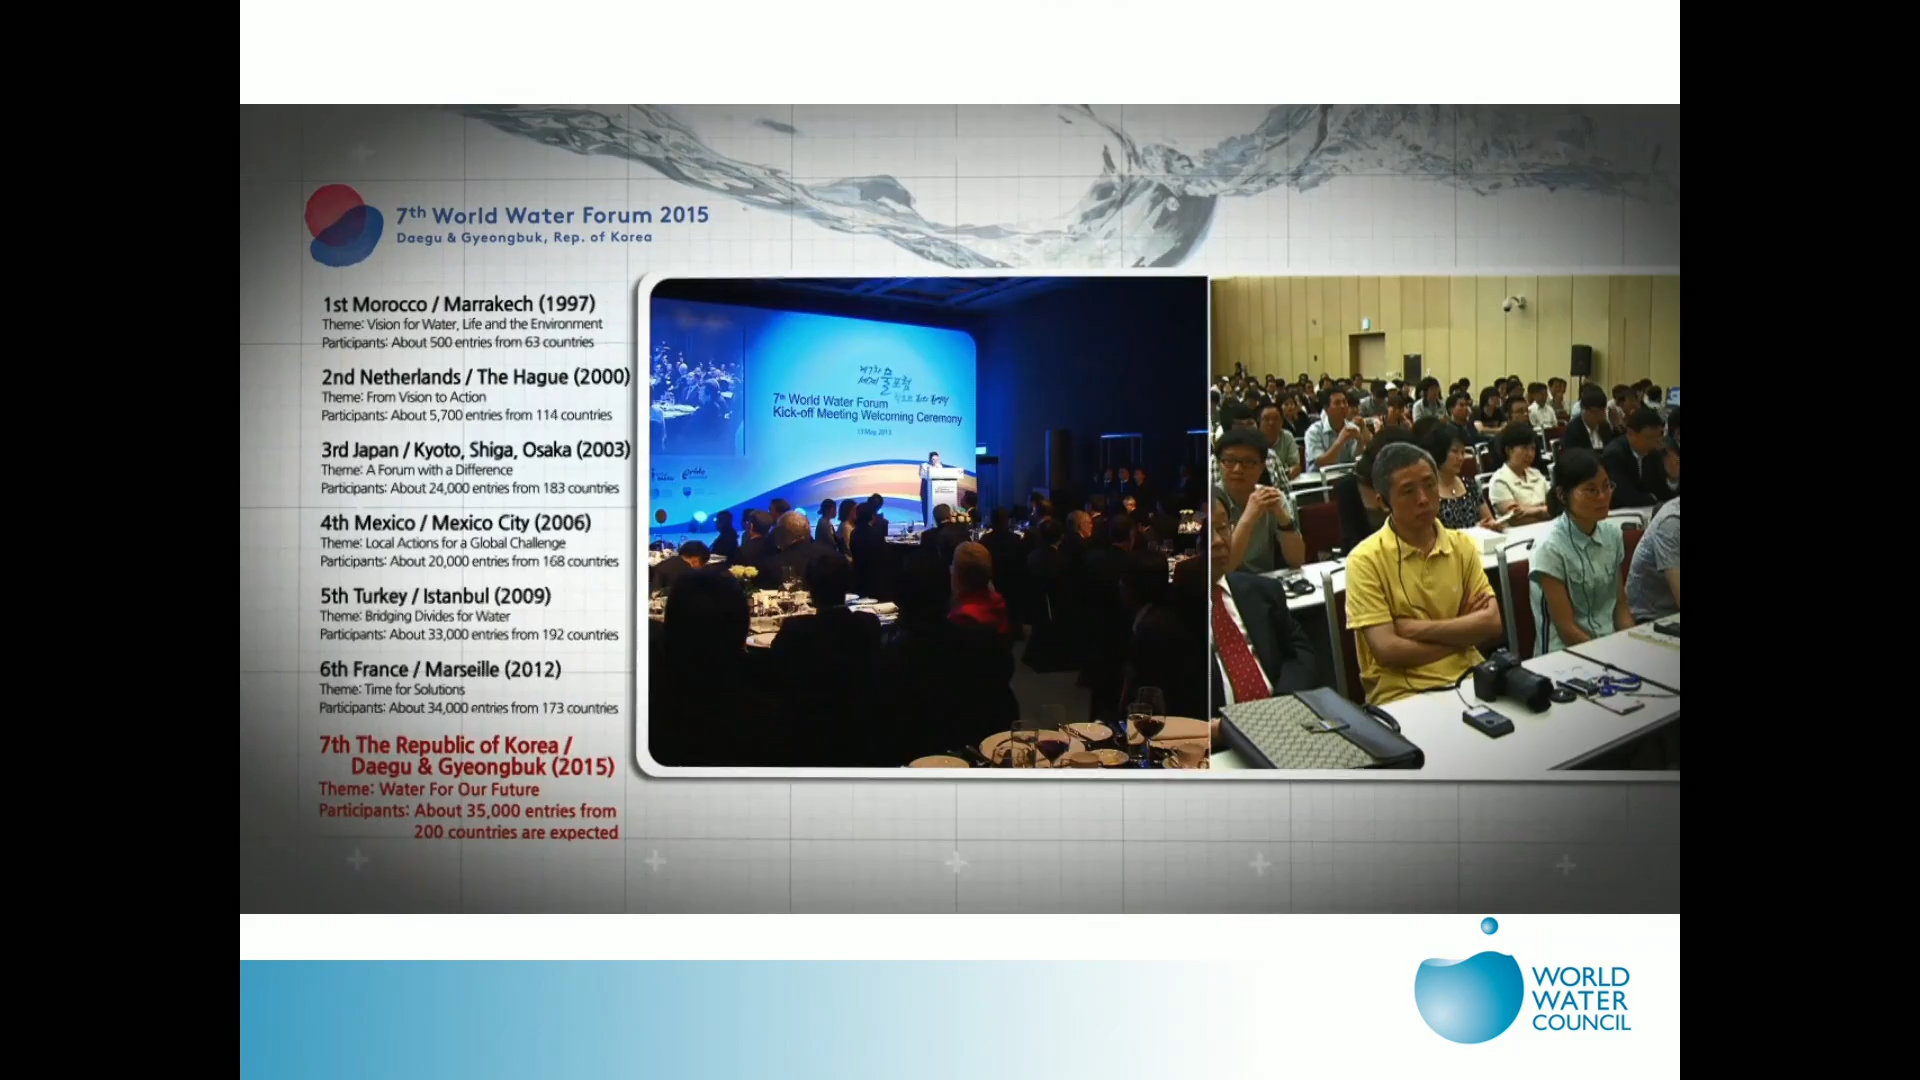 7th World Water Forum 2015
Daegu & Gyeongbuk, Rep. of Korea
1st Morocco / Marrakech (1997)
Theme: Vision for Water, Life and the Environment
Participants: About 500 entries from 63 countries
2nd Netherlands / The Hague (2000)
Theme: From Vision to Action
Participants: About 5,700 entries from 114 countries
3rd Japan / Kyoto, Shiga, Osaka (2003)
Theme: A Forum with a Difference
Participants: About 24,000 entries from 183 countries
4th Mexico / Mexico City (2006)
Theme: Local Actions for a Global Challenge
Participants: About 20,000 entries from 168 countries
5th Turkey / Istanbul (2009)
Theme: Bridging Divides for Water
Participants: About 33,000 entries from 192 countries
6th France / Marseille (2012)
Theme: Time for Solutions
Participants: About 34,000 entries from 173 countries
7th The Republic of Korea /
Daegu & Gyeongbuk (2015)
Theme: Water For Our Future
Participants: About 35,000 entries from
200 countries are expected
제7차
세계 물포럼
7th World Water Forum
Kick-off Meeting Welcoming Ceremony
WORLD
WATER
COUNCIL